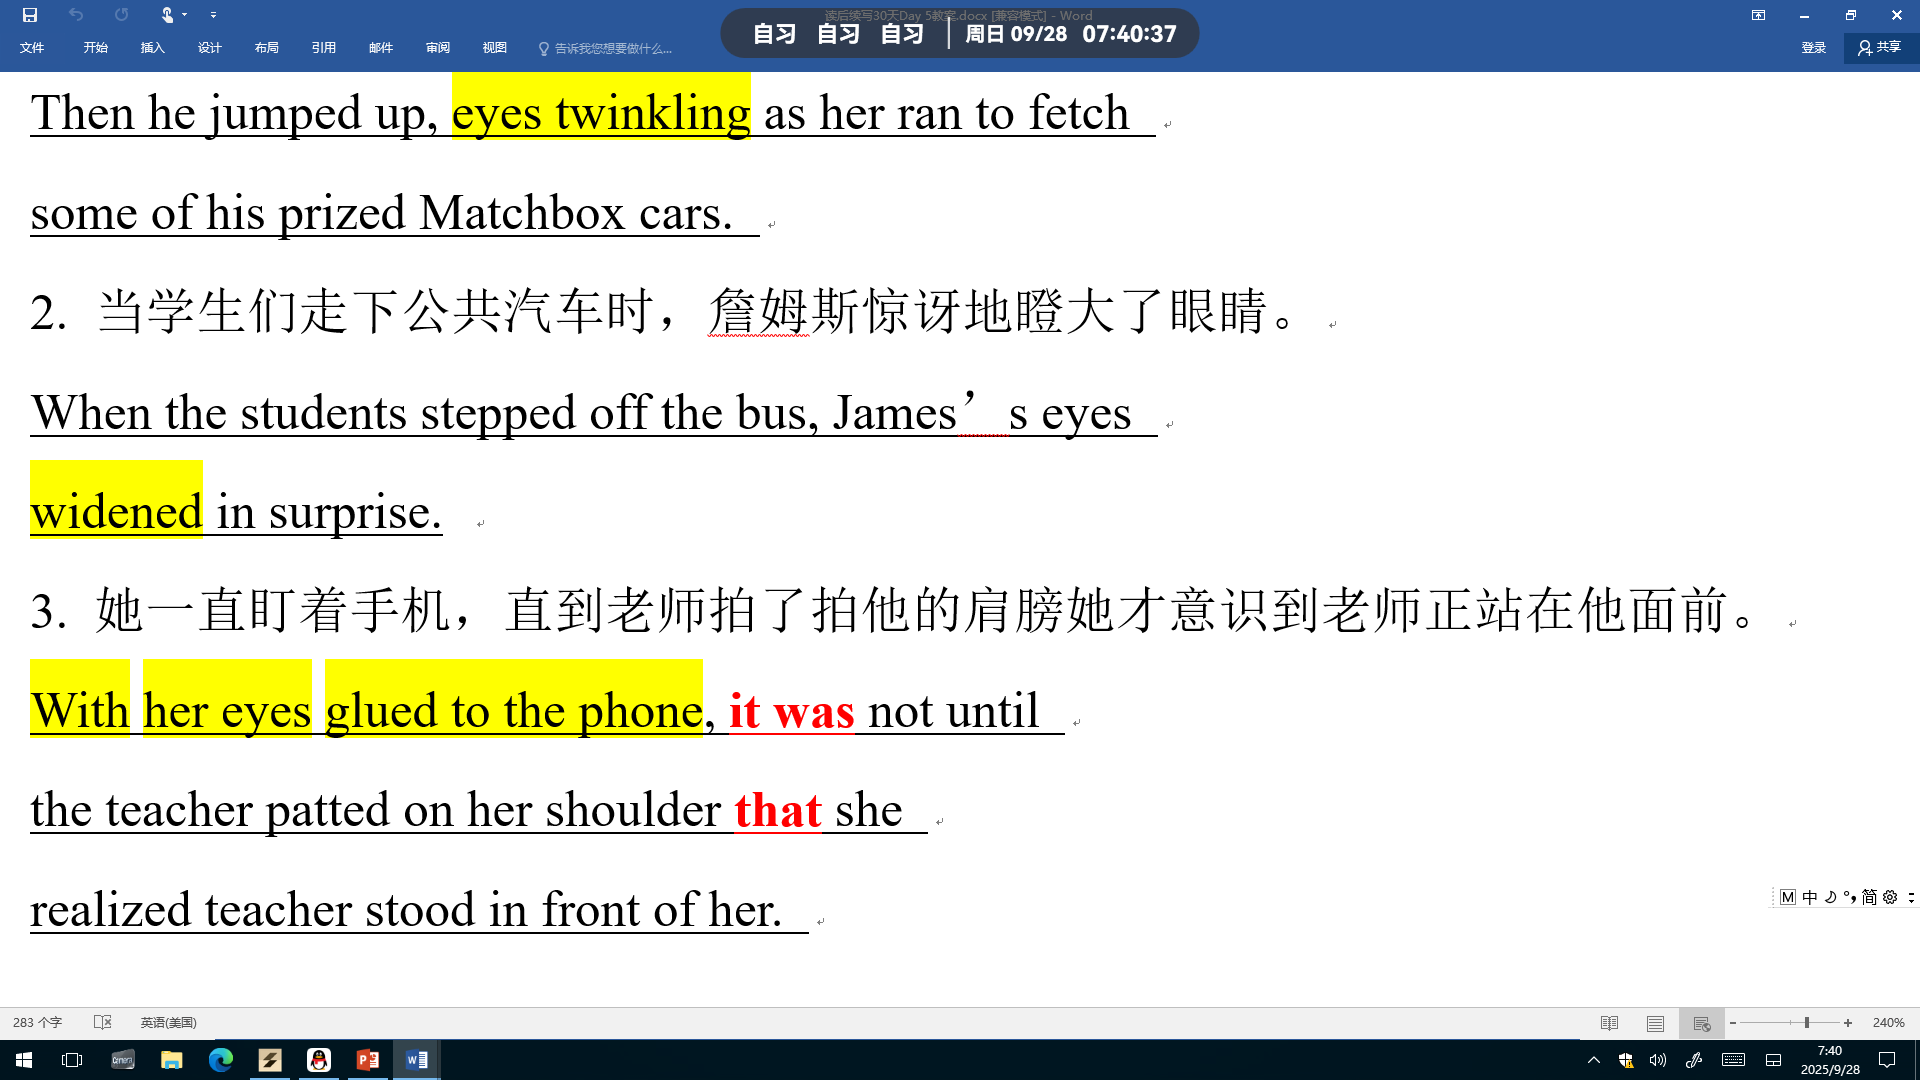 读后续写30天Day 5教案.docx [兼容模式] - Word
自习 自习 自习 周日 09/28 07:40:37
文件 开始 插入 设计 布局 引用 邮件 审阅 视图 告诉我您想要做什么... 登录 共享
Then he jumped up, eyes twinkling as her ran to fetch
some of his prized Matchbox cars.
2. 当学生们走下公共汽车时，詹姆斯惊讶地瞪大了眼睛。
When the students stepped off the bus, James’s eyes
widened in surprise.
3. 她一直盯着手机，直到老师拍了拍他的肩膀她才意识到老师正站在他面前。
With her eyes glued to the phone, it was not until
the teacher patted on her shoulder that she
realized teacher stood in front of her.
M 中 简
283 个字 英语(美国) 240%
7:40
2025/9/28